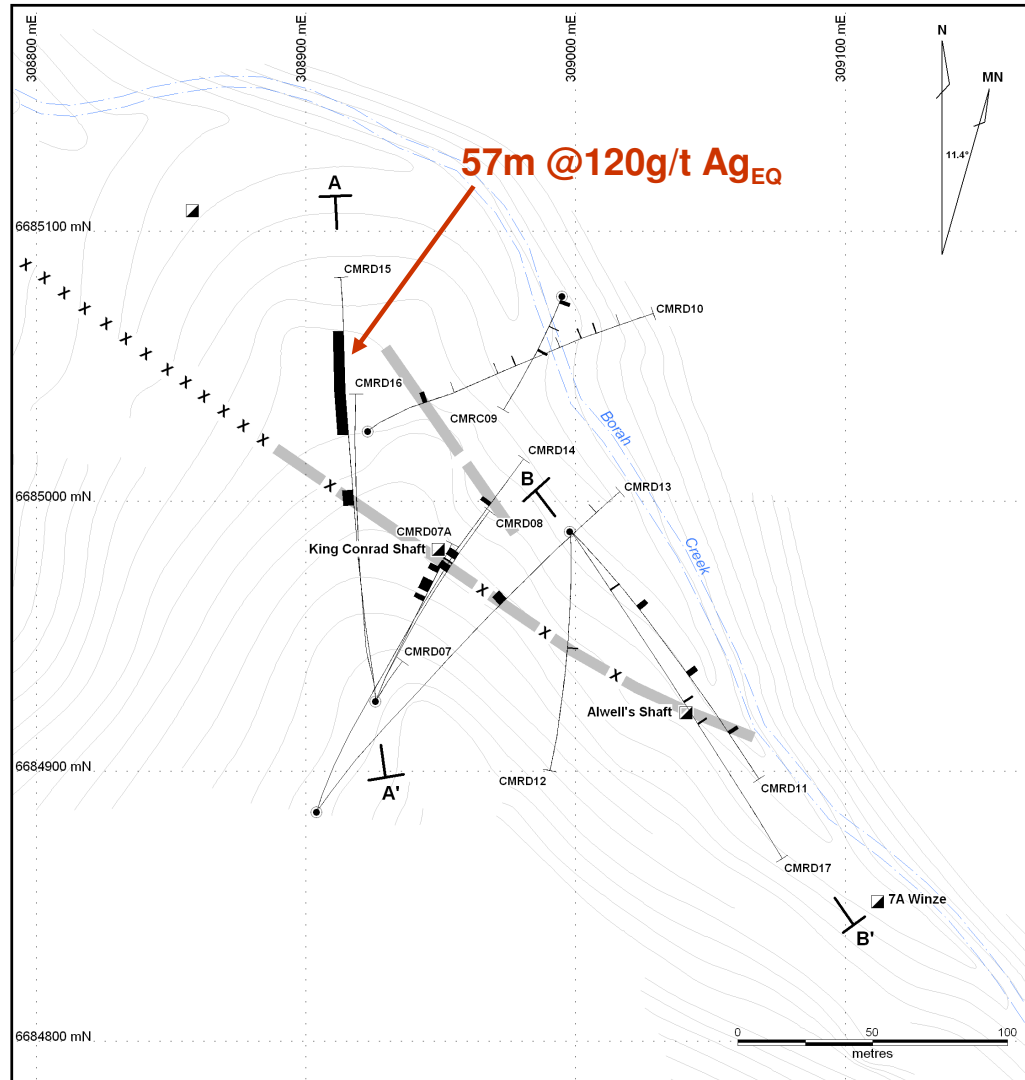 308800 mE
308900 mE
309000 mE
309100 mE
N
MN
11.4°
57m @120g/t AgEQ
A
6685100 mN
CMRD15
CMRD10
CMRD16
CMRC09
Borah
CMRD14
B
CMRD13
6685000 mN
CMRD08
CMRD07A
King Conrad Shaft
Creek
CMRD07
Alwell's Shaft
6684900 mN
CMRD12
CMRD11
A'
CMRD17
7A Winze
B'
6684800 mN
0 50 100
metres